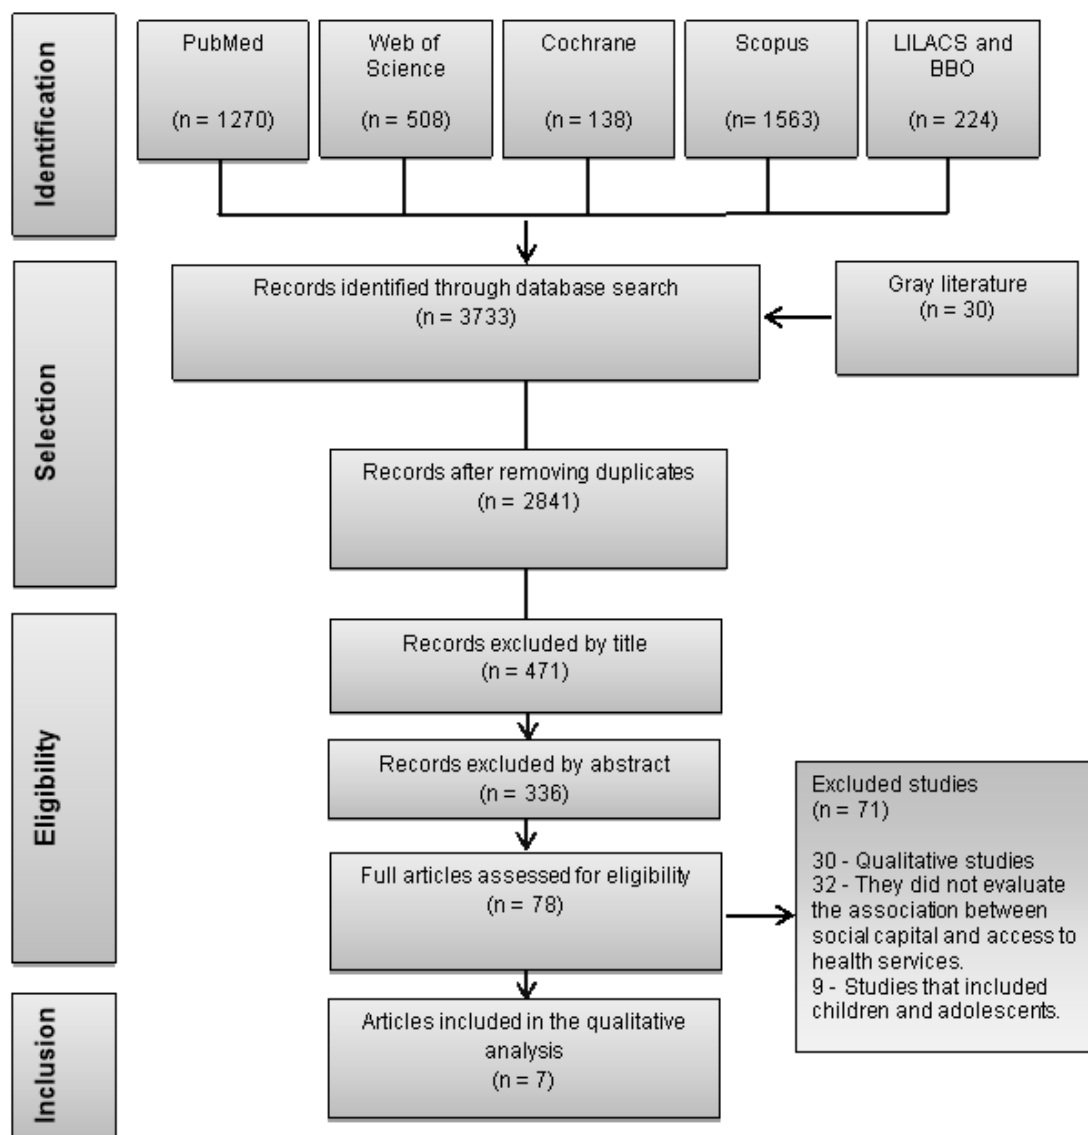 Identification
PubMed
(n = 1270)
Web of
Science
(n = 508)
Cochrane
(n = 138)
Scopus
(n= 1563)
LILACS and
BBO
(n = 224)
Selection
Records identified through database search
(n = 3733)
Gray literature
(n = 30)
Records after removing duplicates
(n = 2841)
Eligibility
Records excluded by title
(n = 471)
Records excluded by abstract
(n = 336)
Full articles assessed for eligibility
(n = 78)
Excluded studies
(n = 71)
30 - Qualitative studies
32 - They did not evaluate
the association between
social capital and access to
health services.
9 - Studies that included
children and adolescents.
Inclusion
Articles included in the qualitative
analysis
(n = 7)